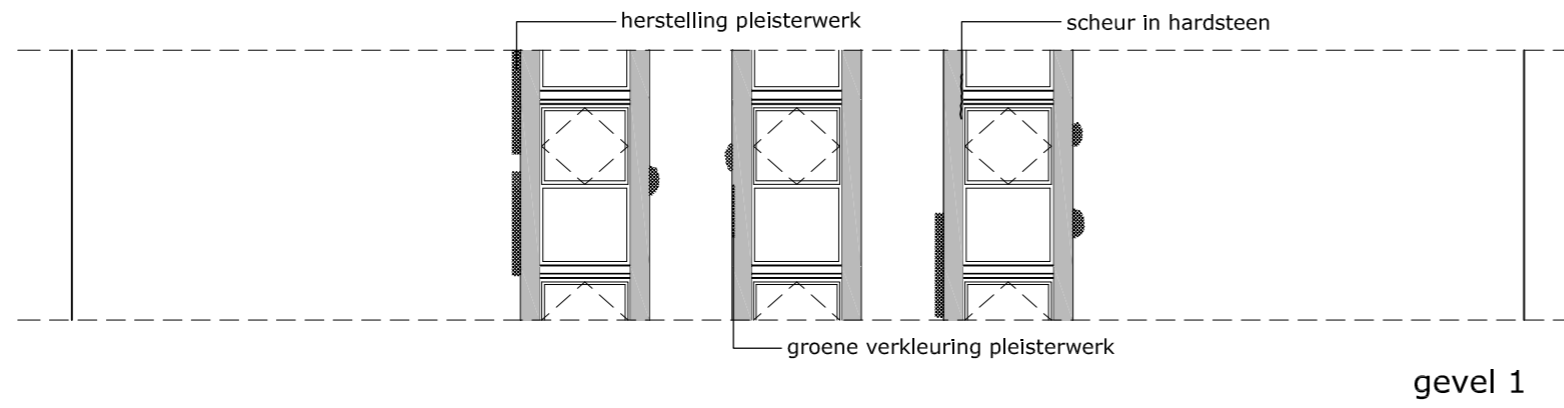 herstelling pleisterwerk
scheur in hardsteen
groene verkleuring pleisterwerk
gevel 1